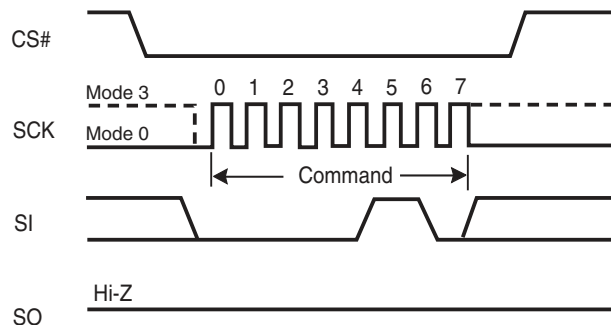 CS#
Mode 3
SCK
Mode 0
0 1 2 3 4 5 6 7
Command
SI
Hi-Z
SO